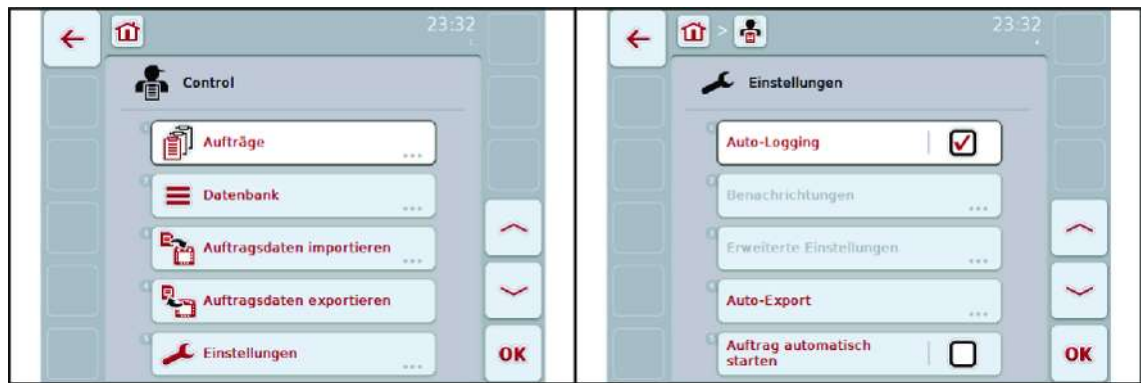 23:32
Control
Aufträge
...
Datenbank
...
Auftragsdaten importieren
...
Auftragsdaten exportieren
Einstellungen
...
OK
>
23:32
Einstellungen
Auto-Logging
Benachrichtungen
...
Erweiterte Einstellungen
...
Auto-Export
...
Auftrag automatisch
starten
OK